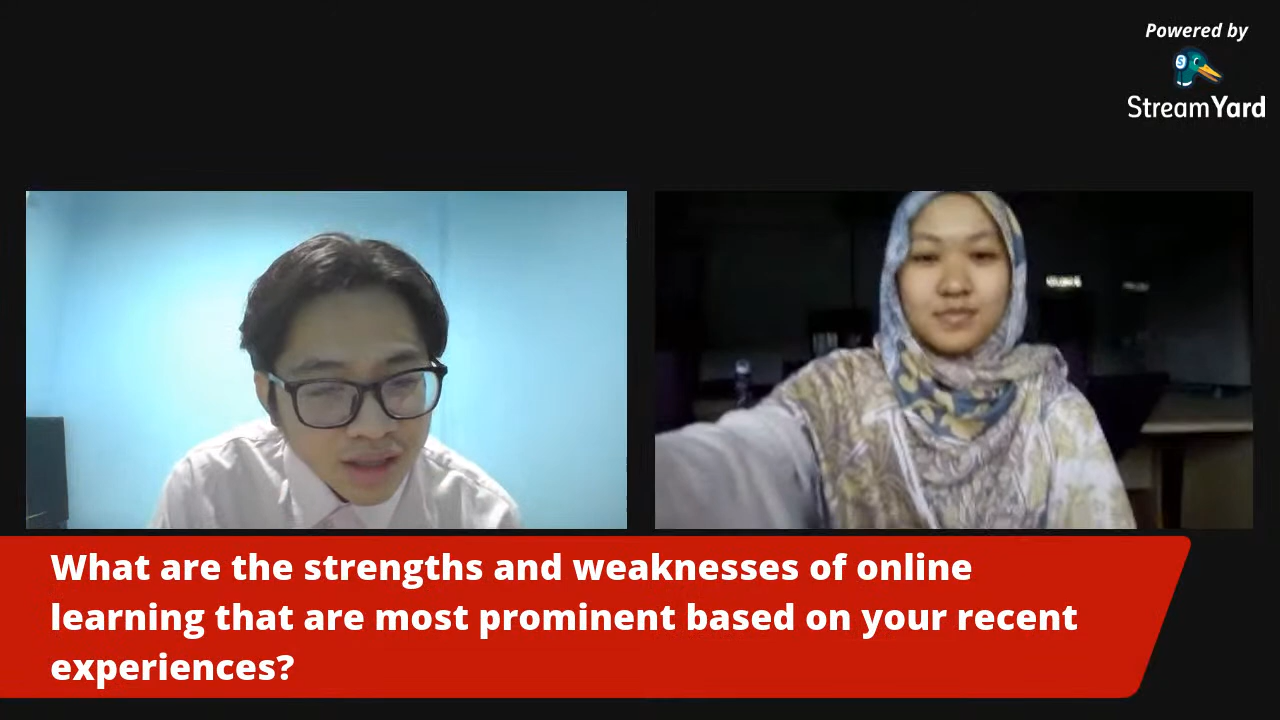 Powered by
StreamYard
What are the strengths and weaknesses of online
learning that are most prominent based on your recent
experiences?